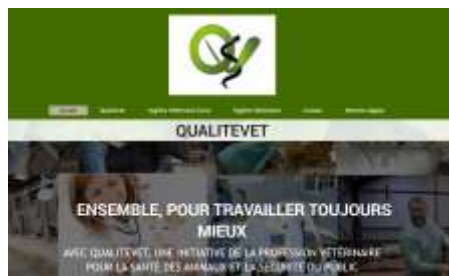 QUALITEVET
ENSEMBLE, POUR TRAVAILLER TOUJOURS
MIEUX
AVEC QUALITEVET, UNE INITIATIVE DE LA PROFESSION VÉTÉRINAIRE
POUR LA SANTÉ DES ANIMAUX ET LA SÉCURITÉ DU PUBLIC